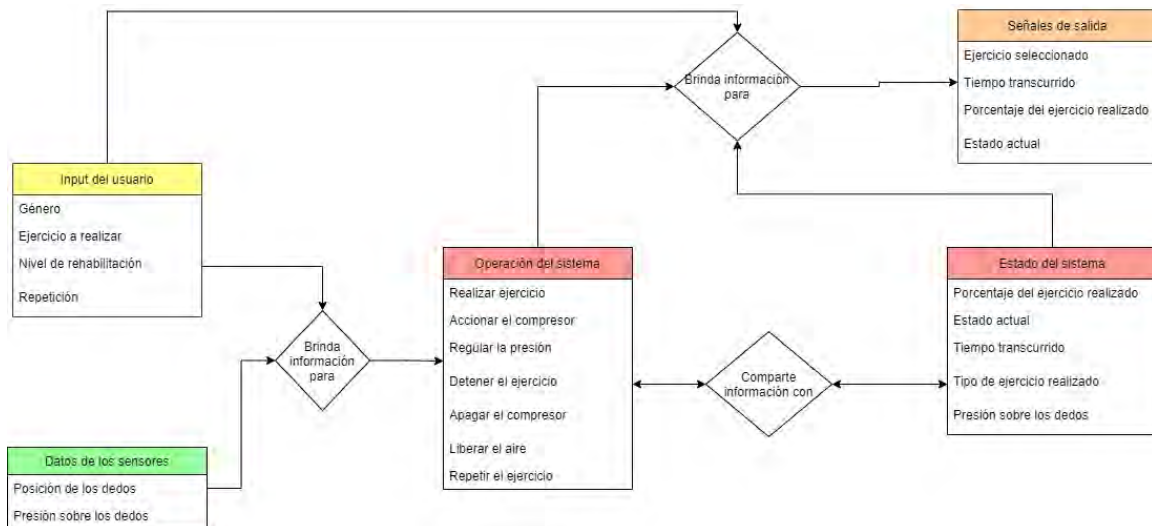 Señales de salida
Ejercicio seleccionado
Tiempo transcurrido
Porcentaje del ejercicio realizado
Estado actual
Brinda información
para
Input del usuario
Género
Ejercicio a realizar
Nivel de rehabilitación
Repetición
Brinda
información
para
Datos de los sensores
Posición de los dedos
Presión sobre los dedos
Operación del sistema
Realizar ejercicio
Accionar el compresor
Regular la presión
Detener el ejercicio
Apagar el compresor
Liberar el aire
Repetir el ejercicio
Comparte
información con
Estado del sistema
Porcentaje del ejercicio realizado
Estado actual
Tiempo transcurrido
Tipo de ejercicio realizado
Presión sobre los dedos